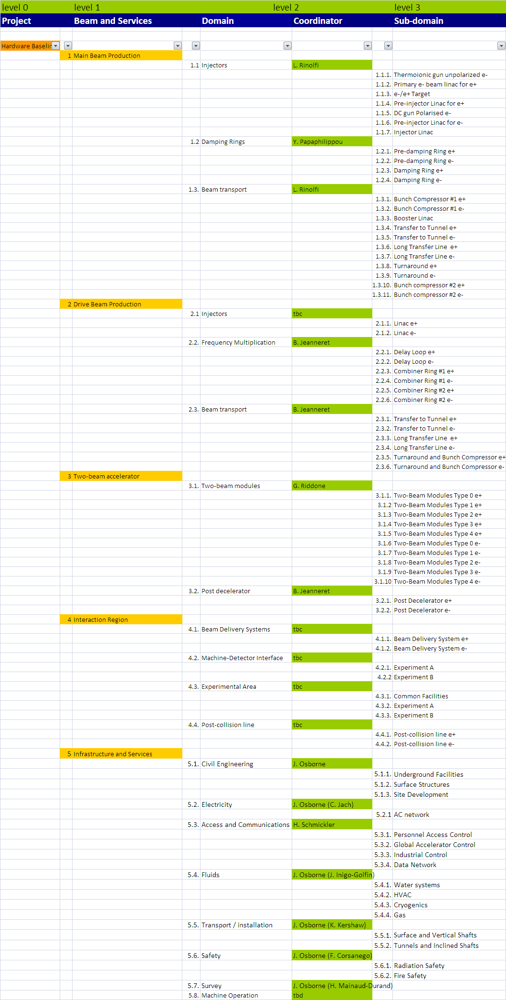 level 0 level 1 level 2 level 3
Project Beam and Services Domain Coordinator Sub-domain
Hardware Baselin
1 Main Beam Production
1.1 Injectors L. Rinolfi
1.1.1. Thermoionic gun unpolarized e-
1.1.2. Primary e- beam linac for e+
1.1.3. e-/e+ Target
1.1.4. Pre-injector Linac for e+
1.1.5. DC gun Polarised e-
1.1.6. Pre-injector Linac for e-
1.1.7. Injector Linac
1.2 Damping Rings Y. Papaphilippou
1.2.1. Pre-damping Ring e+
1.2.2. Pre-damping Ring e-
1.2.3. Damping Ring e+
1.2.4. Damping Ring e-
1.3. Beam transport L. Rinolfi
1.3.1. Bunch Compressor #1 e+
1.3.2. Bunch Compressor #1 e-
1.3.3. Booster Linac
1.3.4. Transfer to Tunnel e+
1.3.5. Transfer to Tunnel e-
1.3.6. Long Transfer Line e+
1.3.7. Long Transfer Line e-
1.3.8. Turnaround e+
1.3.9. Turnaround e-
1.3.10. Bunch compressor #2 e+
1.3.11. Bunch compressor #2 e-
2 Drive Beam Production
2.1 Injectors tbc
2.1.1. Linac e+
2.1.2. Linac e-
2.2. Frequency Multiplication B. Jeanneret
2.2.1. Delay Loop e+
2.2.2. Delay Loop e-
2.2.3. Combiner Ring #1 e+
2.2.4. Combiner Ring #1 e-
2.2.5. Combiner Ring #2 e+
2.2.6. Combiner Ring #2 e-
2.3. Beam transport B. Jeanneret
2.3.1. Transfer to Tunnel e+
2.3.2. Transfer to Tunnel e-
2.3.3. Long Transfer Line e+
2.3.4. Long Transfer Line e-
2.3.5. Turnaround and Bunch Compressor e+
2.3.6. Turnaround and Bunch Compressor e-
3 Two-beam accelerator
3.1. Two-beam modules G. Riddone
3.1.1. Two-Beam Modules Type 0 e+
3.1.2 Two-Beam Modules Type 1 e+
3.1.3 Two-Beam Modules Type 2 e+
3.1.4 Two-Beam Modules Type 3 e+
3.1.5 Two-Beam Modules Type 4 e+
3.1.6 Two-Beam Modules Type 0 e-
3.1.7 Two-Beam Modules Type 1 e-
3.1.8 Two-Beam Modules Type 2 e-
3.1.9 Two-Beam Modules Type 3 e-
3.1.10 Two-Beam Modules Type 4 e-
3.2. Post decelerator B. Jeanneret
3.2.1. Post Decelerator e+
3.2.2. Post Decelerator e-
4 Interaction Region
4.1. Beam Delivery Systems tbc
4.1.1. Beam Delivery System e+
4.1.2. Beam Delivery System e-
4.2. Machine-Detector Interface tbc
4.2.1. Experiment A
4.2.2 Experiment B
4.3. Experimental Area tbc
4.3.1. Common Facilities
4.3.2. Experiment A
4.3.3. Experiment B
4.4. Post-collision line tbc
4.4.1. Post-collision line e+
4.4.2. Post-collision line e-
5 Infrastructure and Services
5.1. Civil Engineering J. Osborne
5.1.1. Underground Facilities
5.1.2. Surface Structures
5.1.3. Site Development
5.2. Electricity J. Osborne (C. Jach)
5.2.1 AC network
5.3. Access and Communications H. Schmickler
5.3.1. Personnel Access Control
5.3.2. Global Accelerator Control
5.3.3. Industrial Control
5.3.4. Data Network
5.4. Fluids J. Osborne (J. Inigo-Golfin)
5.4.1. Water systems
5.4.2. HVAC
5.4.3. Cryogenics
5.4.4. Gas
5.5. Transport / installation J. Osborne (K. Kershaw)
5.5.1. Surface and Vertical Shafts
5.5.2. Tunnels and Inclined Shafts
5.6. Safety J. Osborne (F. Corsanego)
5.6.1. Radiation Safety
5.6.2. Fire Safety
5.7. Survey J. Osborne (H. Mainaud-Durand)
5.8. Machine Operation tbd